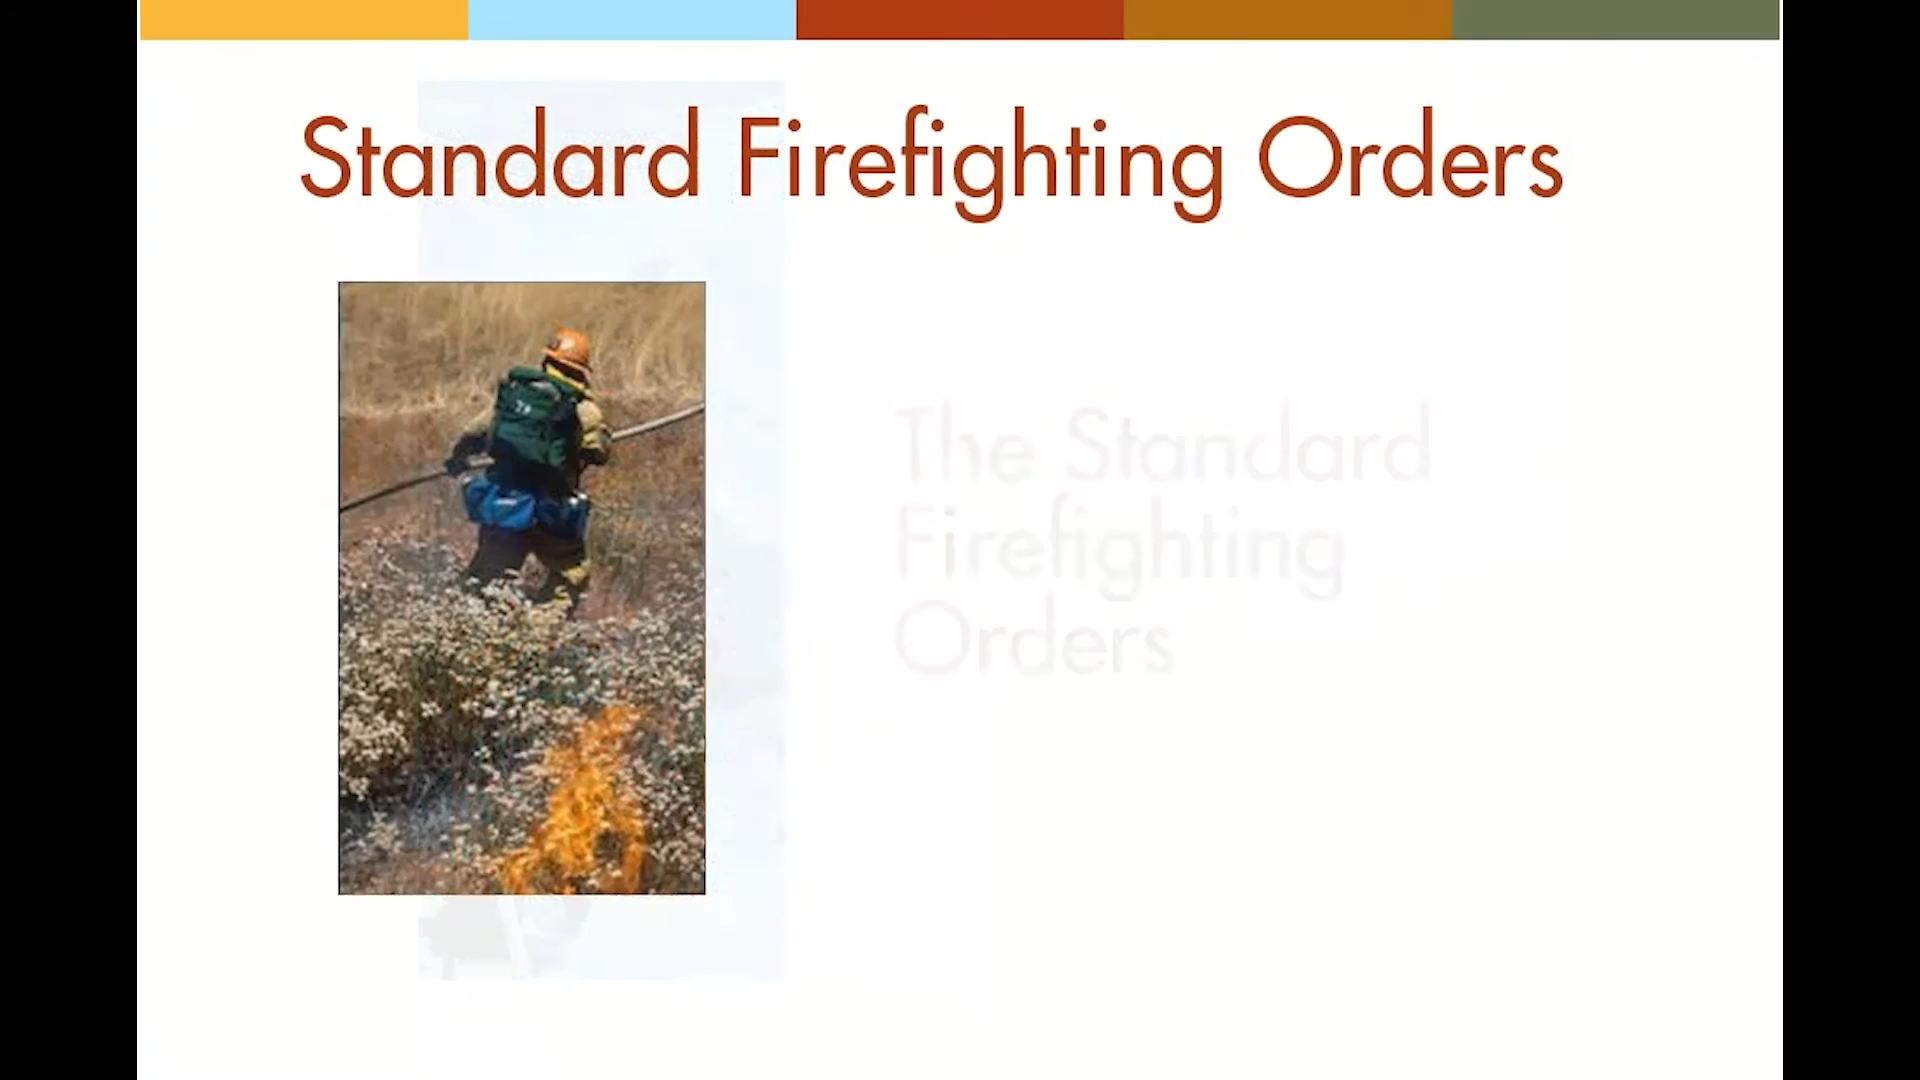 Standard Firefighting Orders
The Standard
Firefighting
Orders